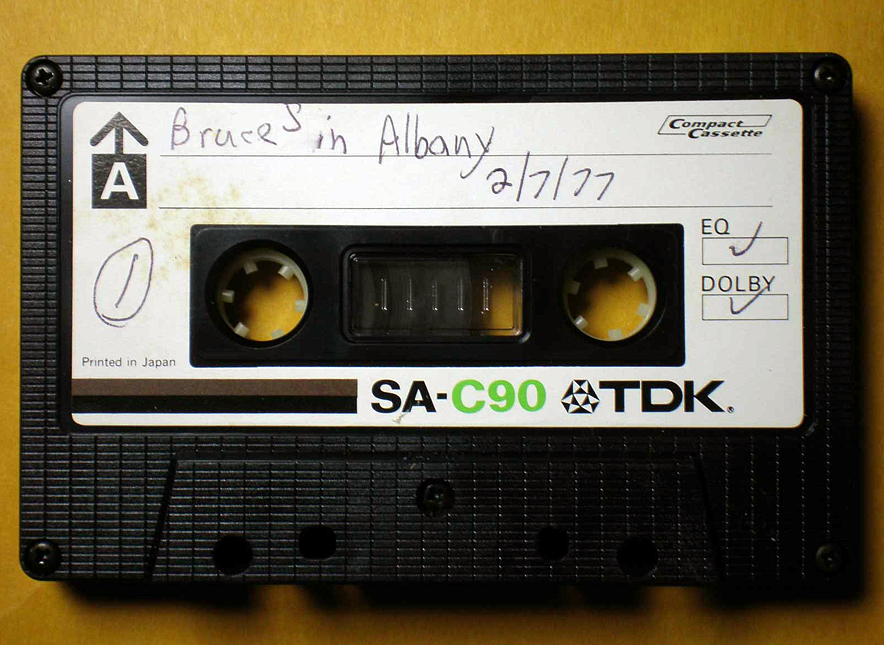 Bruce's in Albany
2/7/77
Compact
Cassette
A
EQ
DOLBY
1
Printed in Japan
SA-C90 TDK®